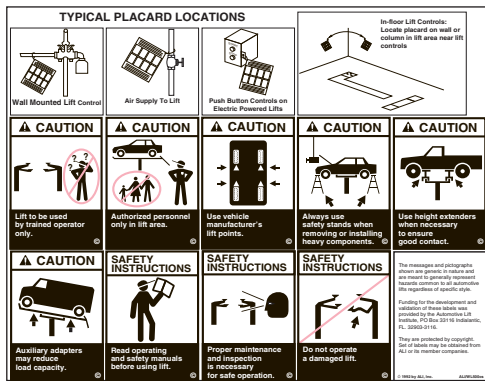 TYPICAL PLACARD LOCATIONS
Wall Mounted Lift Control
Air Supply To Lift
Push Button Controls on
Electric Powered Lifts
In-floor Lift Controls:
Locate placard on wall or
column in lift area near lift
controls
CAUTION
Lift to be used
by trained operator
only.
©
CAUTION
Authorized personnel
only in lift area.
©
CAUTION
Use vehicle
manufacturer's
lift points.
©
CAUTION
Always use
safety stands when
removing or installing
heavy components.
©
CAUTION
Use height extenders
when necessary
to ensure
good contact.
©
CAUTION
Auxiliary adapters
may reduce
load capacity.
©
SAFETY
INSTRUCTIONS
Read operating
and safety manuals
before using lift.
©
SAFETY
INSTRUCTIONS
Proper maintenance
and inspection
is necessary
for safe operation.
©
SAFETY
INSTRUCTIONS
Do not operate
a damaged lift.
©
The messages and pictographs
shown are generic in nature and
are meant to generally represent
hazards common to all automotive
lifts regardless of specific style.
Funding for the development and
validation of these labels was
provided by the Automotive Lift
Institute, PO Box 33116 Indialantic,
FL. 32903-3116.
They are protected by copyright.
Set of labels may be obtained from
ALI or its member companies.
© 1992 by ALI, Inc.